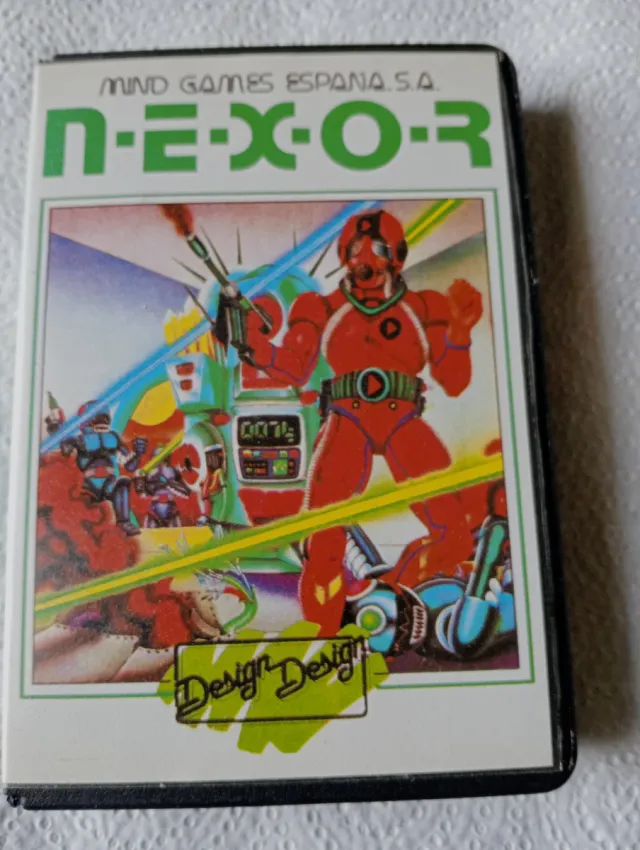 MIND GAMES ESPANA.S.A.
N·E·X·O·R
Design Design